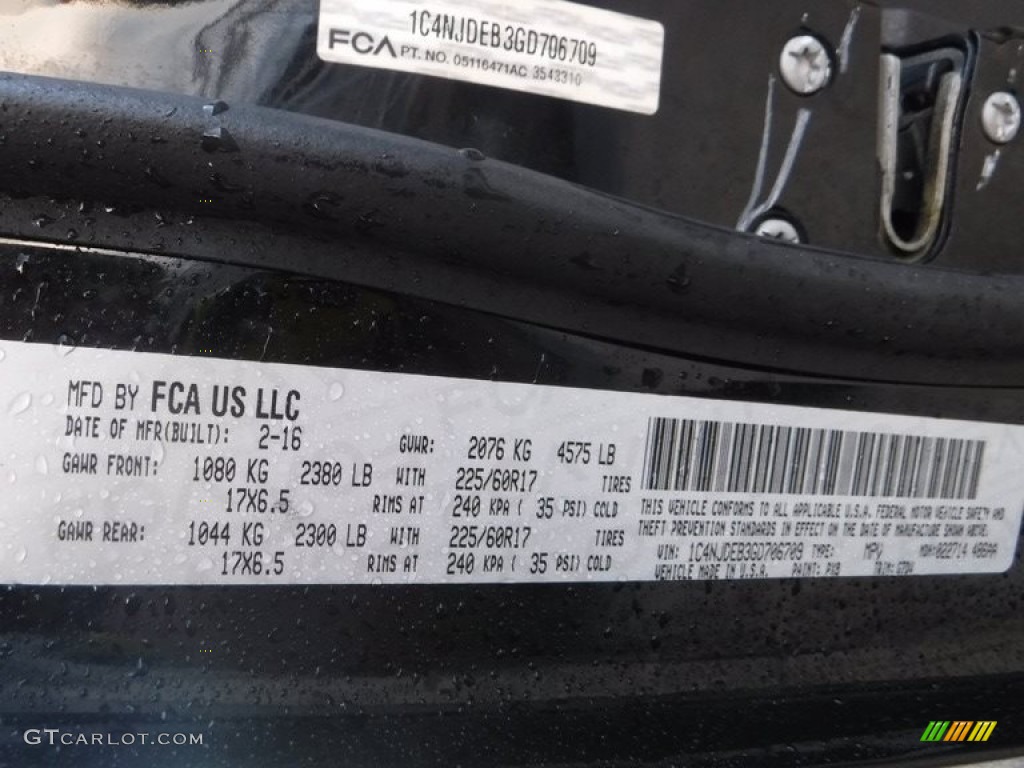 1C4NJDEB3GD706709
FCA PT. NO. 05116471AC 3543310
MFD BY FCA US LLC
DATE OF MFR(BUILT): 2-16 GVWR: 2076 KG 4575 LB
GAWR FRONT: 1080 KG 2380 LB WITH 225/60R17 TIRES
17X6.5 RIMS AT 240 KPA ( 35 PSI) COLD
GAWR REAR: 1044 KG 2300 LB WITH 225/60R17 TIRES
17X6.5 RIMS AT 240 KPA ( 35 PSI) COLD
THIS VEHICLE CONFORMS TO ALL APPLICABLE U.S.A. FEDERAL MOTOR VEHICLE SAFETY AND
THEFT PREVENTION STANDARDS IN EFFECT ON THE DATE OF MANUFACTURE SHOWN ABOVE.
VIN: 1C4NJDEB3GD706709 TYPE: MPV MDH:022714
VEHICLE MADE IN U.S.A. PAINT: TRIM:
GTCARLOT.COM